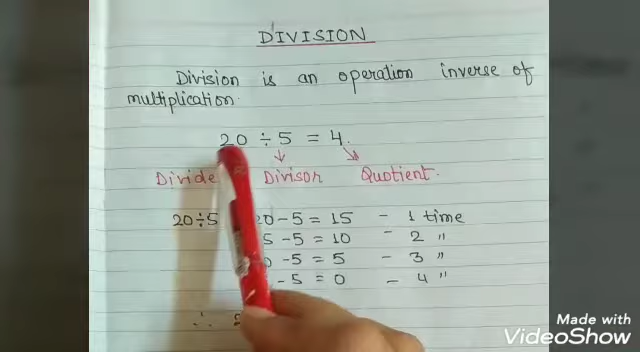 DIVISION
Division is an operation inverse of
multiplication.
20 ÷ 5 = 4.
Divide Divisor Quotient.
20÷5 20 - 5 = 15 - 1 time
5 - 5 = 10 - 2 "
0 - 5 = 5 - 3 "
- 5 = 0 - 4 "
∴
Made with
VideoShow